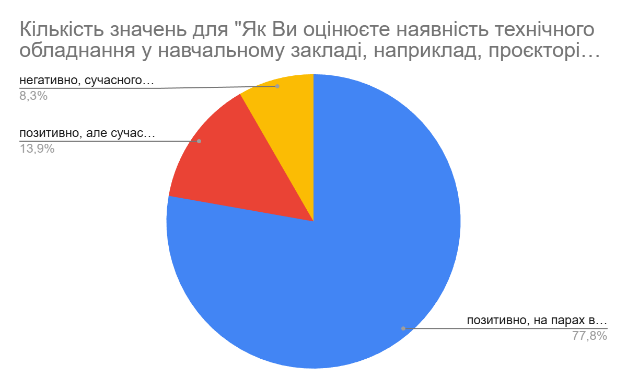 Кількість значень для "Як Ви оцінюєте наявність технічного
обладнання у навчальному закладі, наприклад, проєкторі…
негативно, сучасного…
8,3%
позитивно, але сучас…
13,9%
позитивно, на парах в…
77,8%